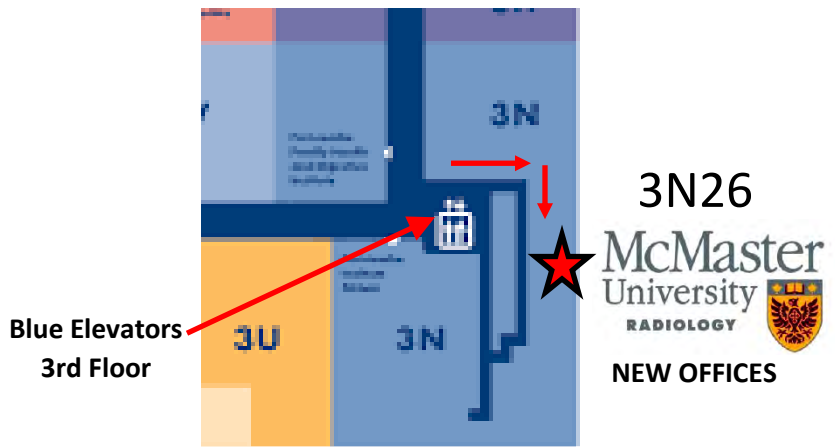 3N
3N26
McMaster
University
RADIOLOGY
NEW OFFICES
Blue Elevators
3rd Floor
3U
3N